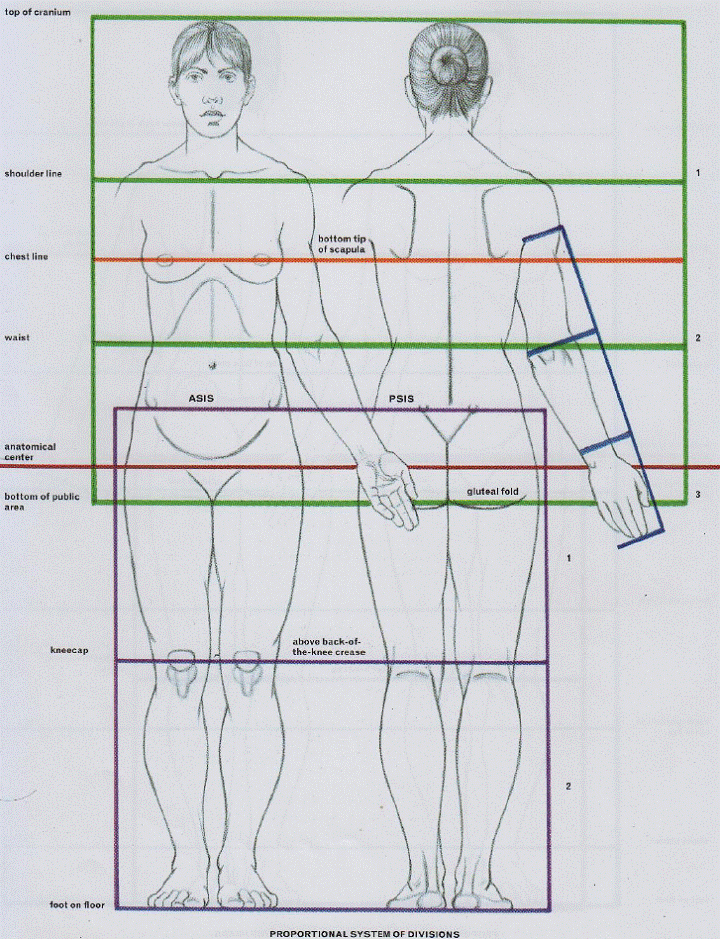 top of cranium
shoulder line
1
bottom tip
of scapula
chest line
waist
2
ASIS
PSIS
anatomical
center
bottom of public
area
gluteal fold
3
1
kneecap
above back-of-
the-knee crease
2
foot on floor
PROPORTIONAL SYSTEM OF DIVISIONS